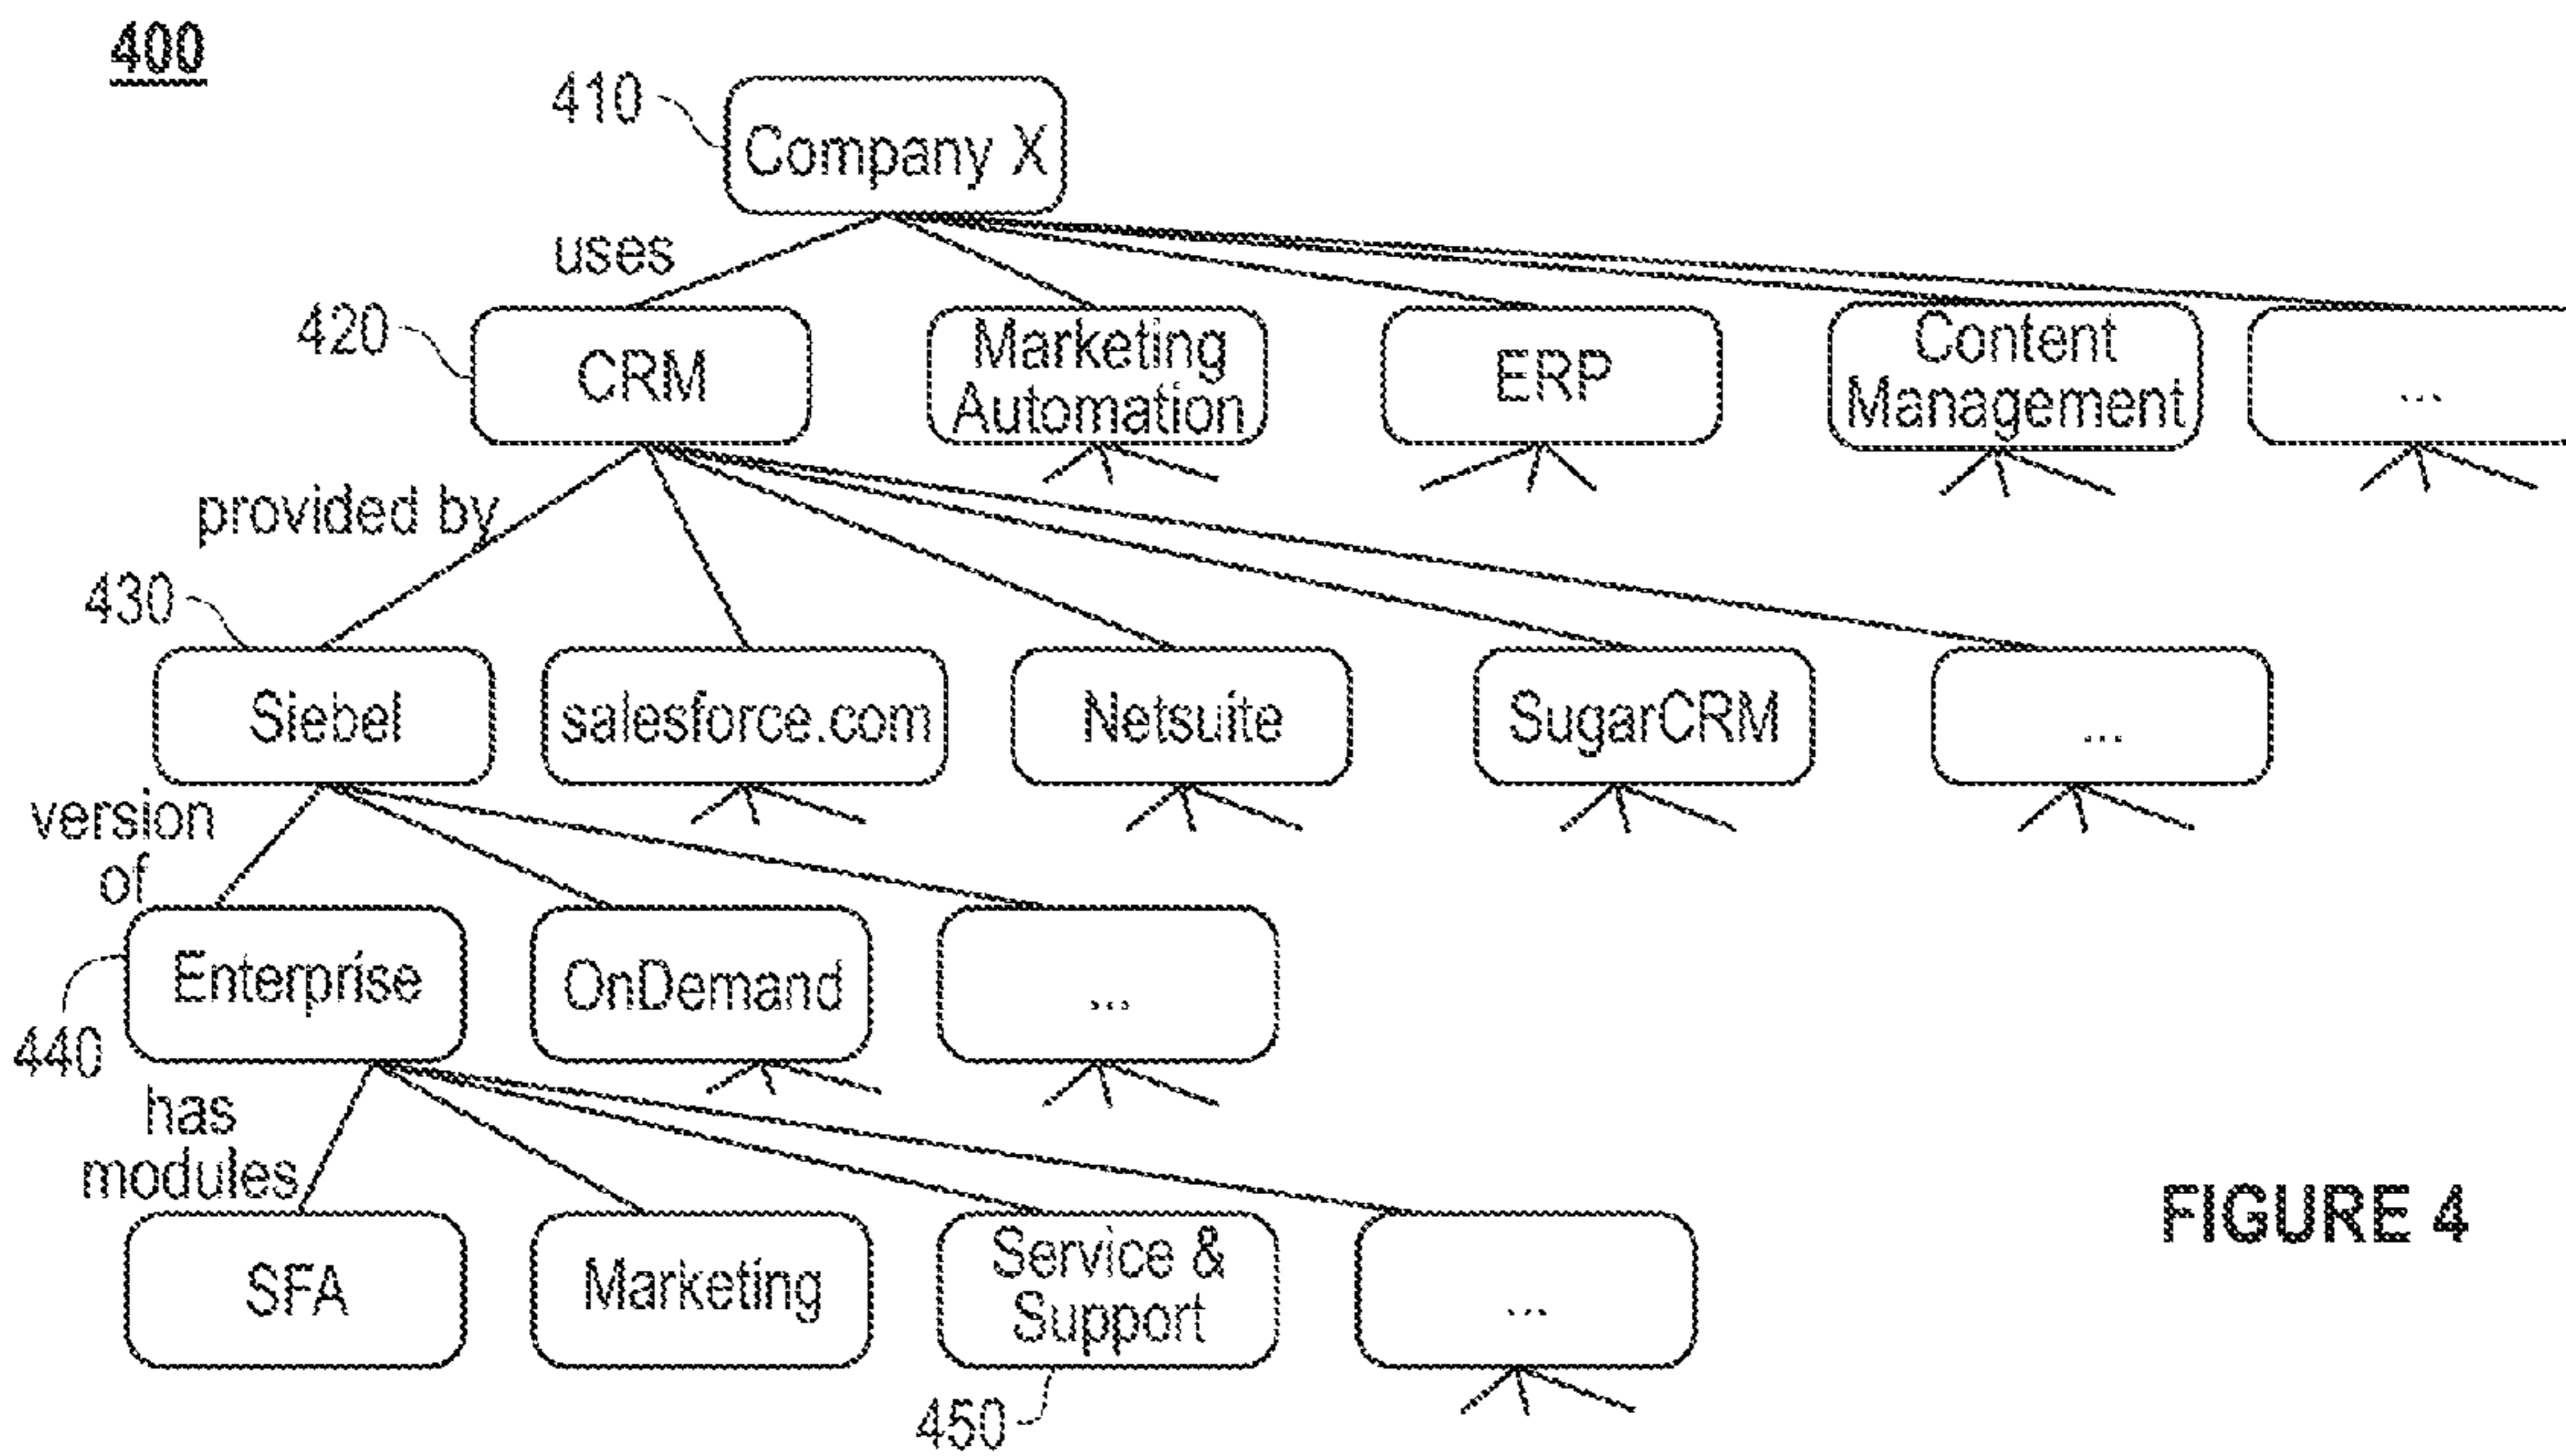 400
410
Company X
uses
420
CRM
Marketing
Automation
ERP
Content
Management
...
provided by
430
Siebel
salesforce.com
Netsuite
SugarCRM
...
version
of
440
Enterprise
OnDemand
...
has
modules
SFA
Marketing
Service &
Support
...
450
FIGURE 4